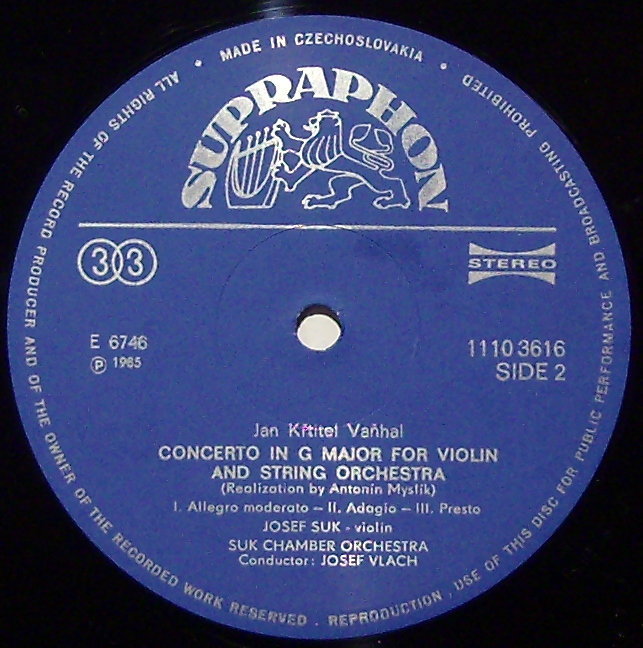 MADE IN CZECHOSLOVAKIA
SUPRAPHON
33
STEREO
E 6746
Ⓟ 1985
1110 3616
SIDE 2
Jan Křtitel Vaňhal
CONCERTO IN G MAJOR FOR VIOLIN
AND STRING ORCHESTRA
(Realization by Antonín Myslík)
I. Allegro moderato – II. Adagio – III. Presto
JOSEF SUK - violin
SUK CHAMBER ORCHESTRA
Conductor: JOSEF VLACH
ALL RIGHTS OF THE RECORD PRODUCER AND OF THE OWNER OF THE RECORDED WORK RESERVED . REPRODUCTION , USE OF THIS DISC FOR PUBLIC PERFORMANCE AND BROADCASTING PROHIBITED